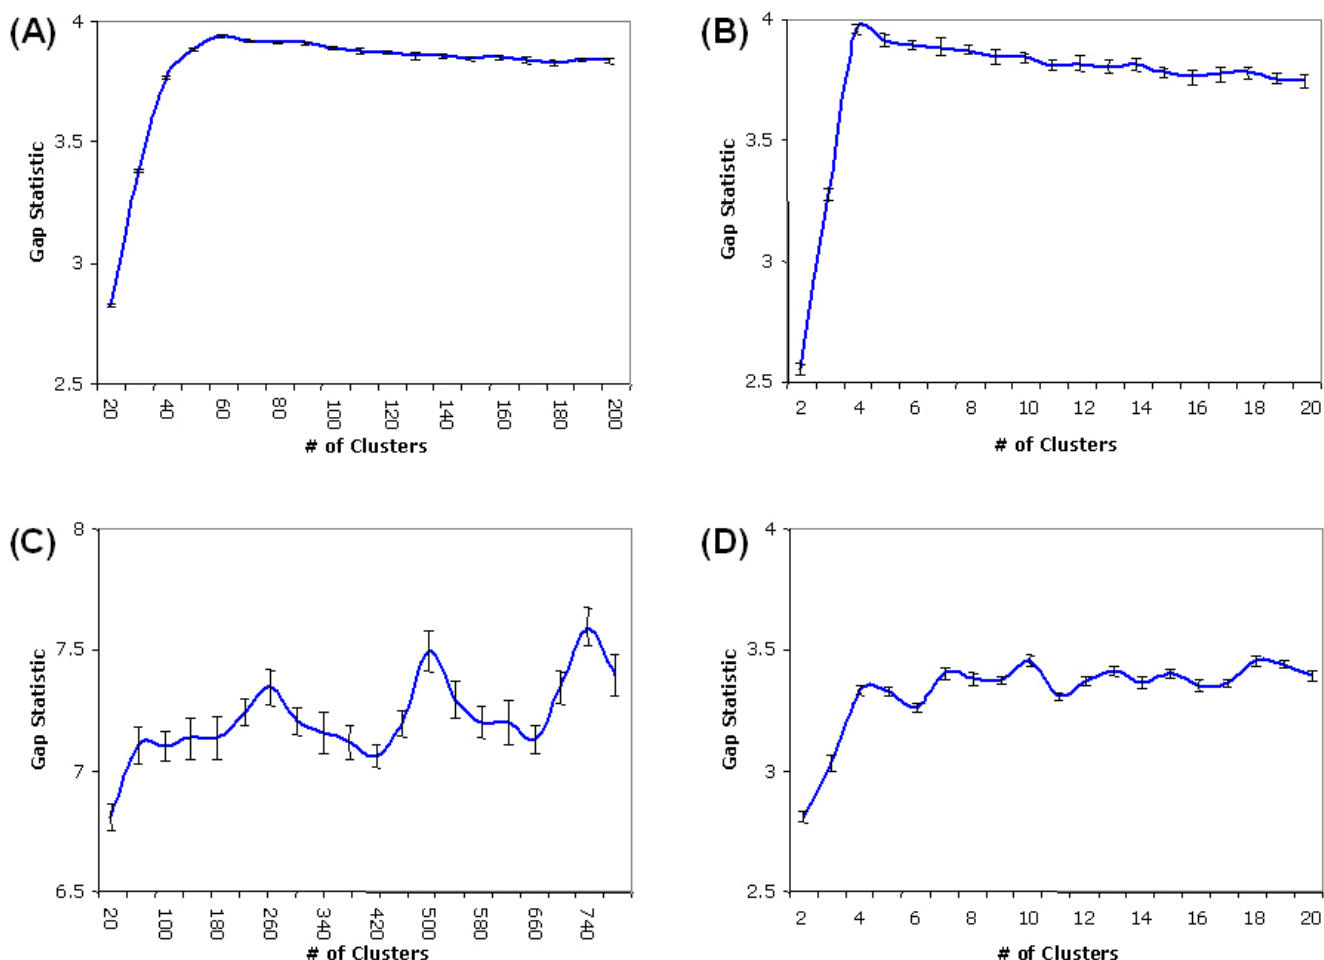 (A)
4
3.5
3
2.5
Gap Statistic
20 40 60 80 100 120 140 160 180 200
# of Clusters
(B)
4
3.5
3
2.5
Gap Statistic
2 4 6 8 10 12 14 16 18 20
# of Clusters
(C)
8
7.5
7
6.5
Gap Statistic
20 100 180 260 340 420 500 580 660 740
# of Clusters
(D)
4
3.5
3
2.5
Gap Statistic
2 4 6 8 10 12 14 16 18 20
# of Clusters